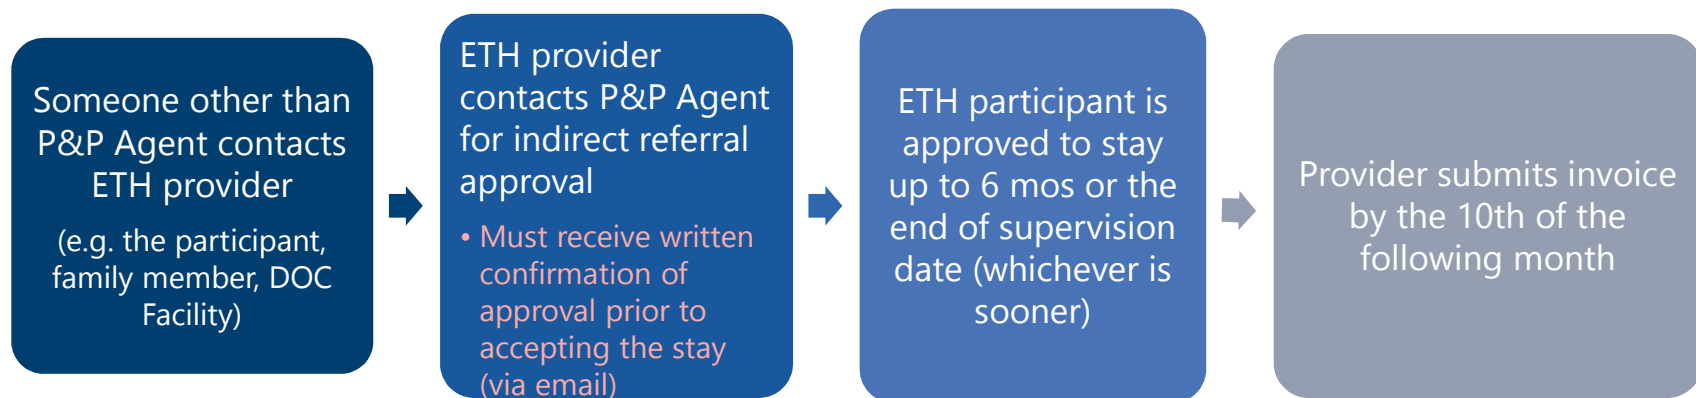 Someone other than
P&P Agent contacts
ETH provider
(e.g. the participant,
family member, DOC
Facility)
ETH provider
contacts P&P Agent
for indirect referral
approval
• Must receive written
confirmation of
approval prior to
accepting the stay
(via email)
ETH participant is
approved to stay
up to 6 mos or the
end of supervision
date (whichever is
sooner)
Provider submits invoice
by the 10th of the
following month